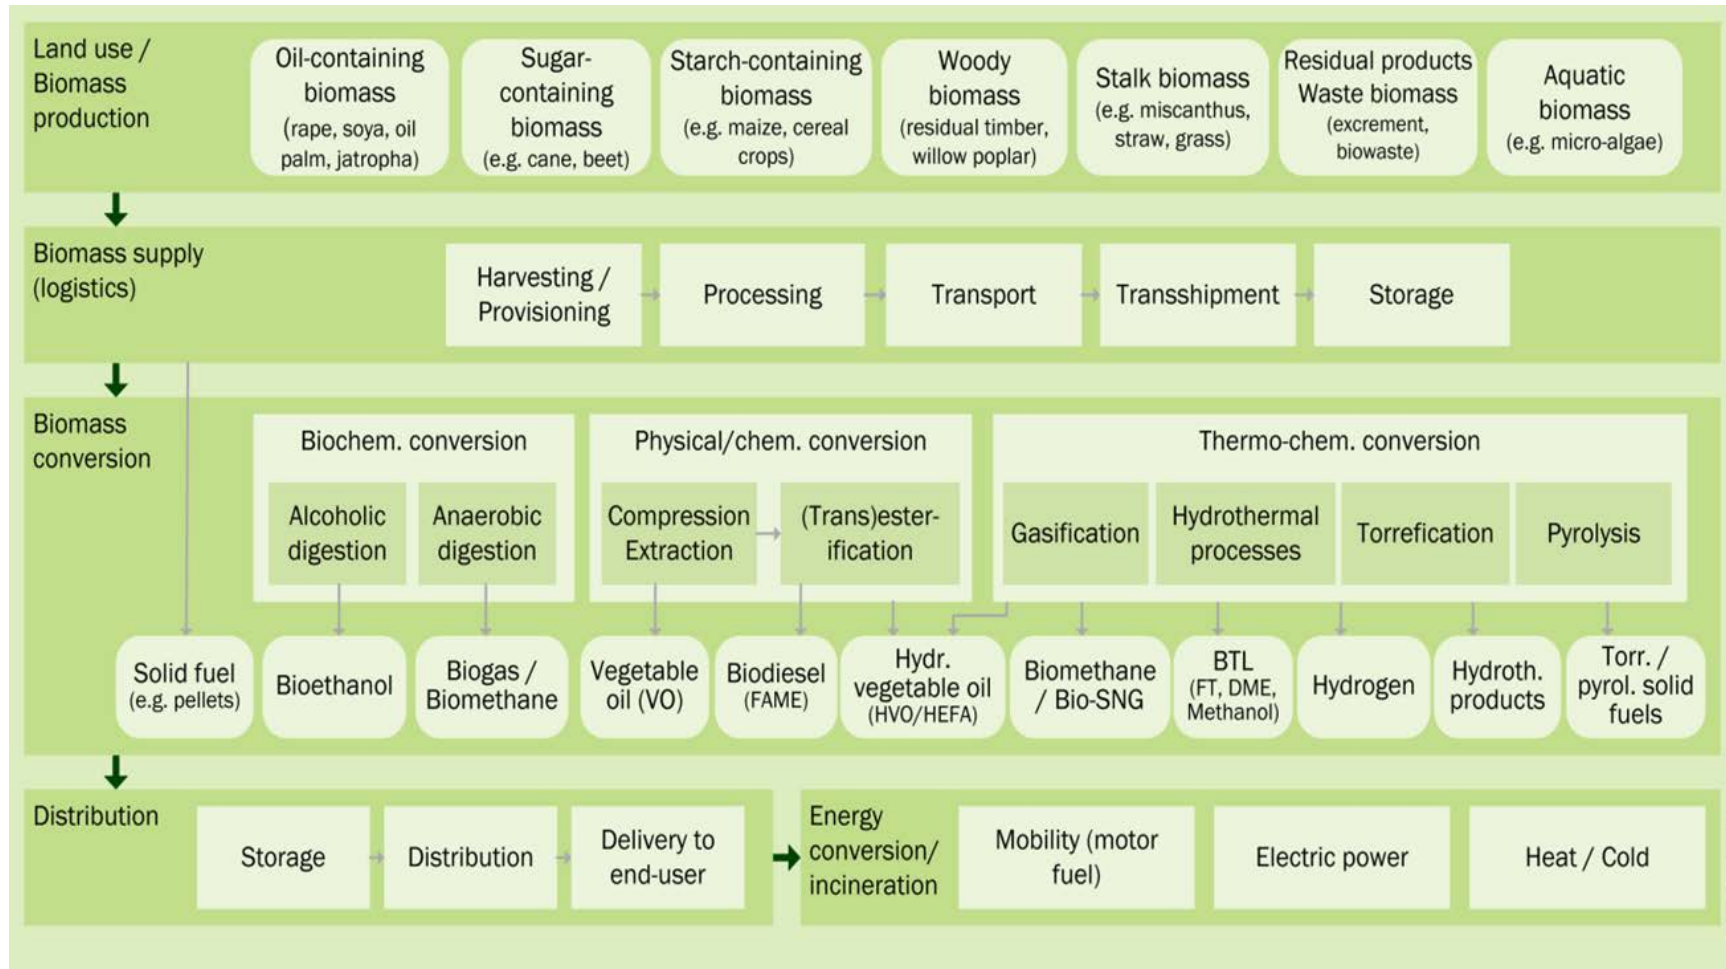 Land use /
Biomass
production
Oil-containing
biomass
(rape, soya, oil
palm, jatropha)
Sugar-
containing
biomass
(e.g. cane, beet)
Starch-containing
biomass
(e.g. maize, cereal
crops)
Woody
biomass
(residual timber,
willow poplar)
Stalk biomass
(e.g. miscanthus,
straw, grass)
Residual products
Waste biomass
(excrement,
biowaste)
Aquatic
biomass
(e.g. micro-algae)
Biomass supply
(logistics)
Harvesting /
Provisioning
Processing
Transport
Transshipment
Storage
Biomass
conversion
Biochem. conversion
Alcoholic
digestion
Anaerobic
digestion
Physical/chem. conversion
Compression
Extraction
(Trans)ester-
ification
Thermo-chem. conversion
Gasification
Hydrothermal
processes
Torrefication
Pyrolysis
Solid fuel
(e.g. pellets)
Bioethanol
Biogas /
Biomethane
Vegetable
oil (VO)
Biodiesel
(FAME)
Hydr.
vegetable oil
(HVO/HEFA)
Biomethane
/ Bio-SNG
BTL
(FT, DME,
Methanol)
Hydrogen
Hydroth.
products
Torr. /
pyrol. solid
fuels
Distribution
Storage
Distribution
Delivery to
end-user
Energy
conversion/
incineration
Mobility (motor
fuel)
Electric power
Heat / Cold